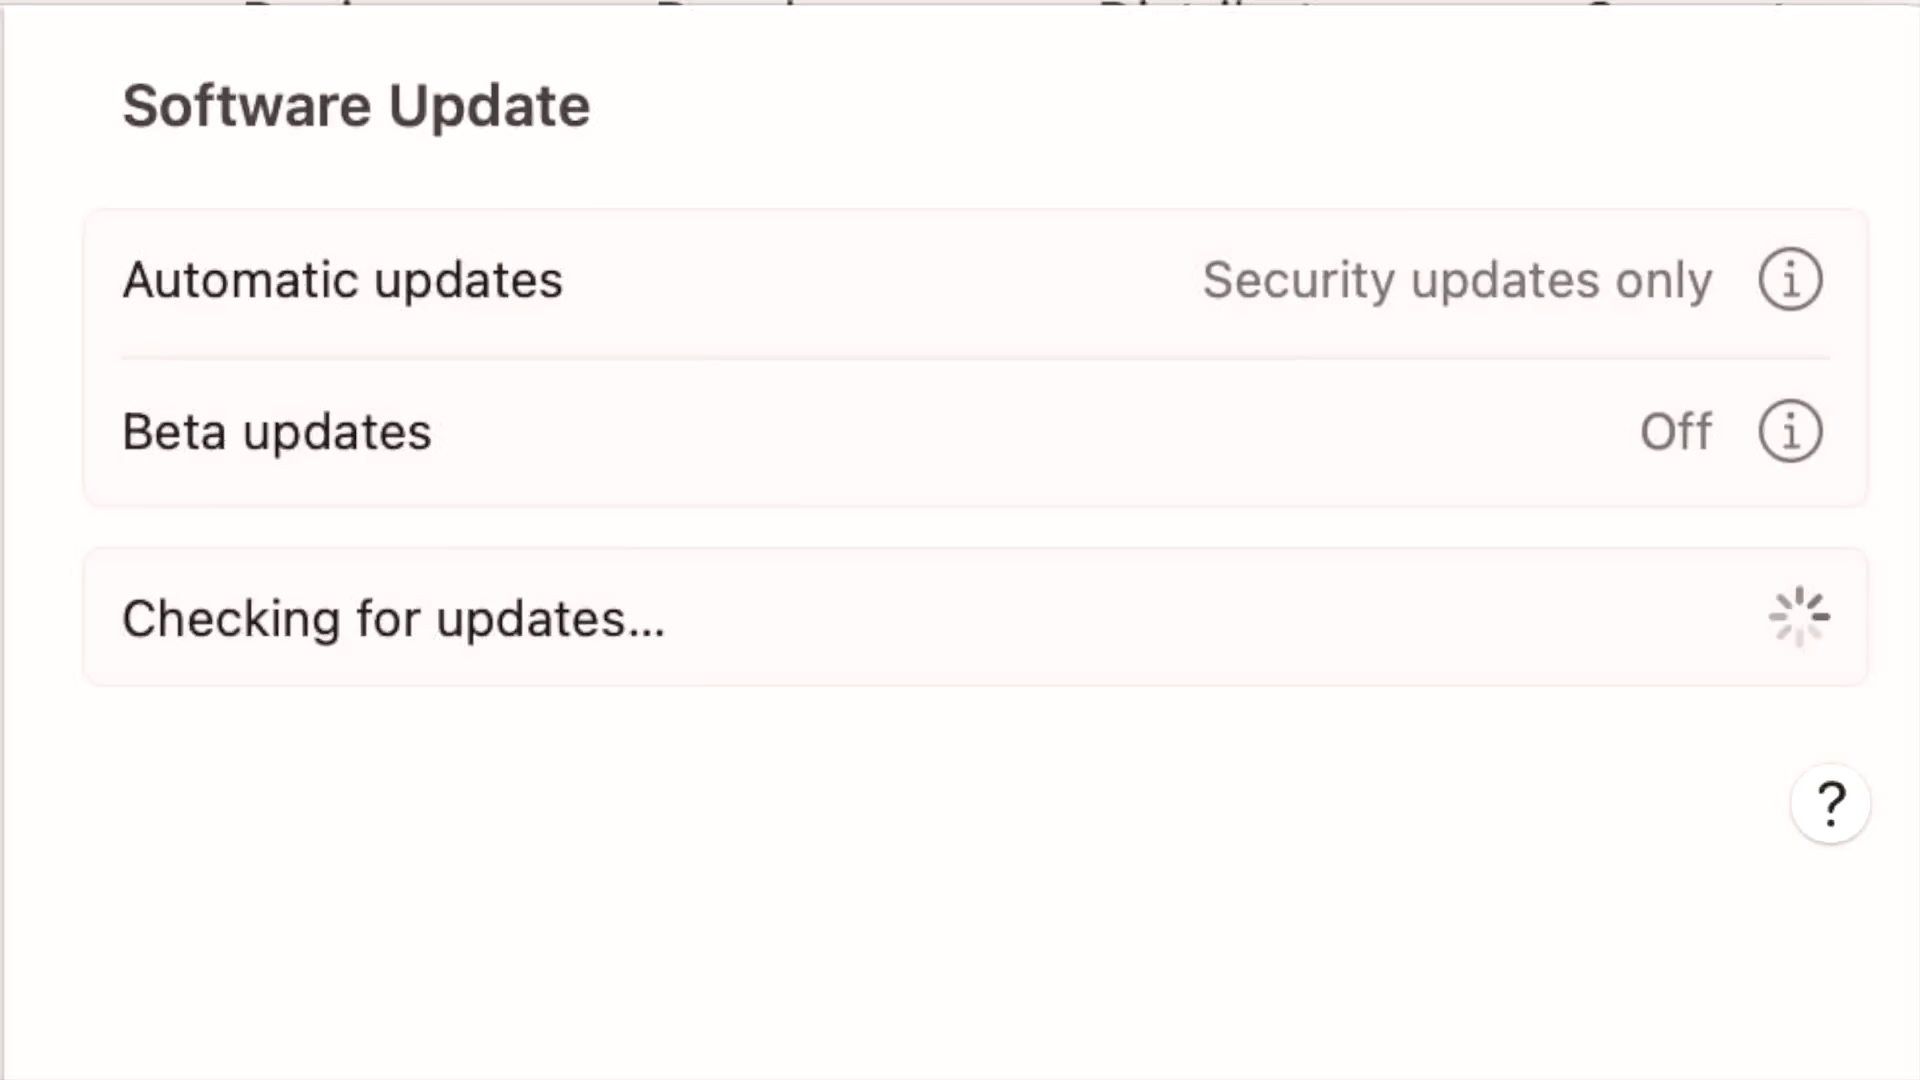 Software Update
Automatic updates Security updates only
Beta updates Off
Checking for updates...
?